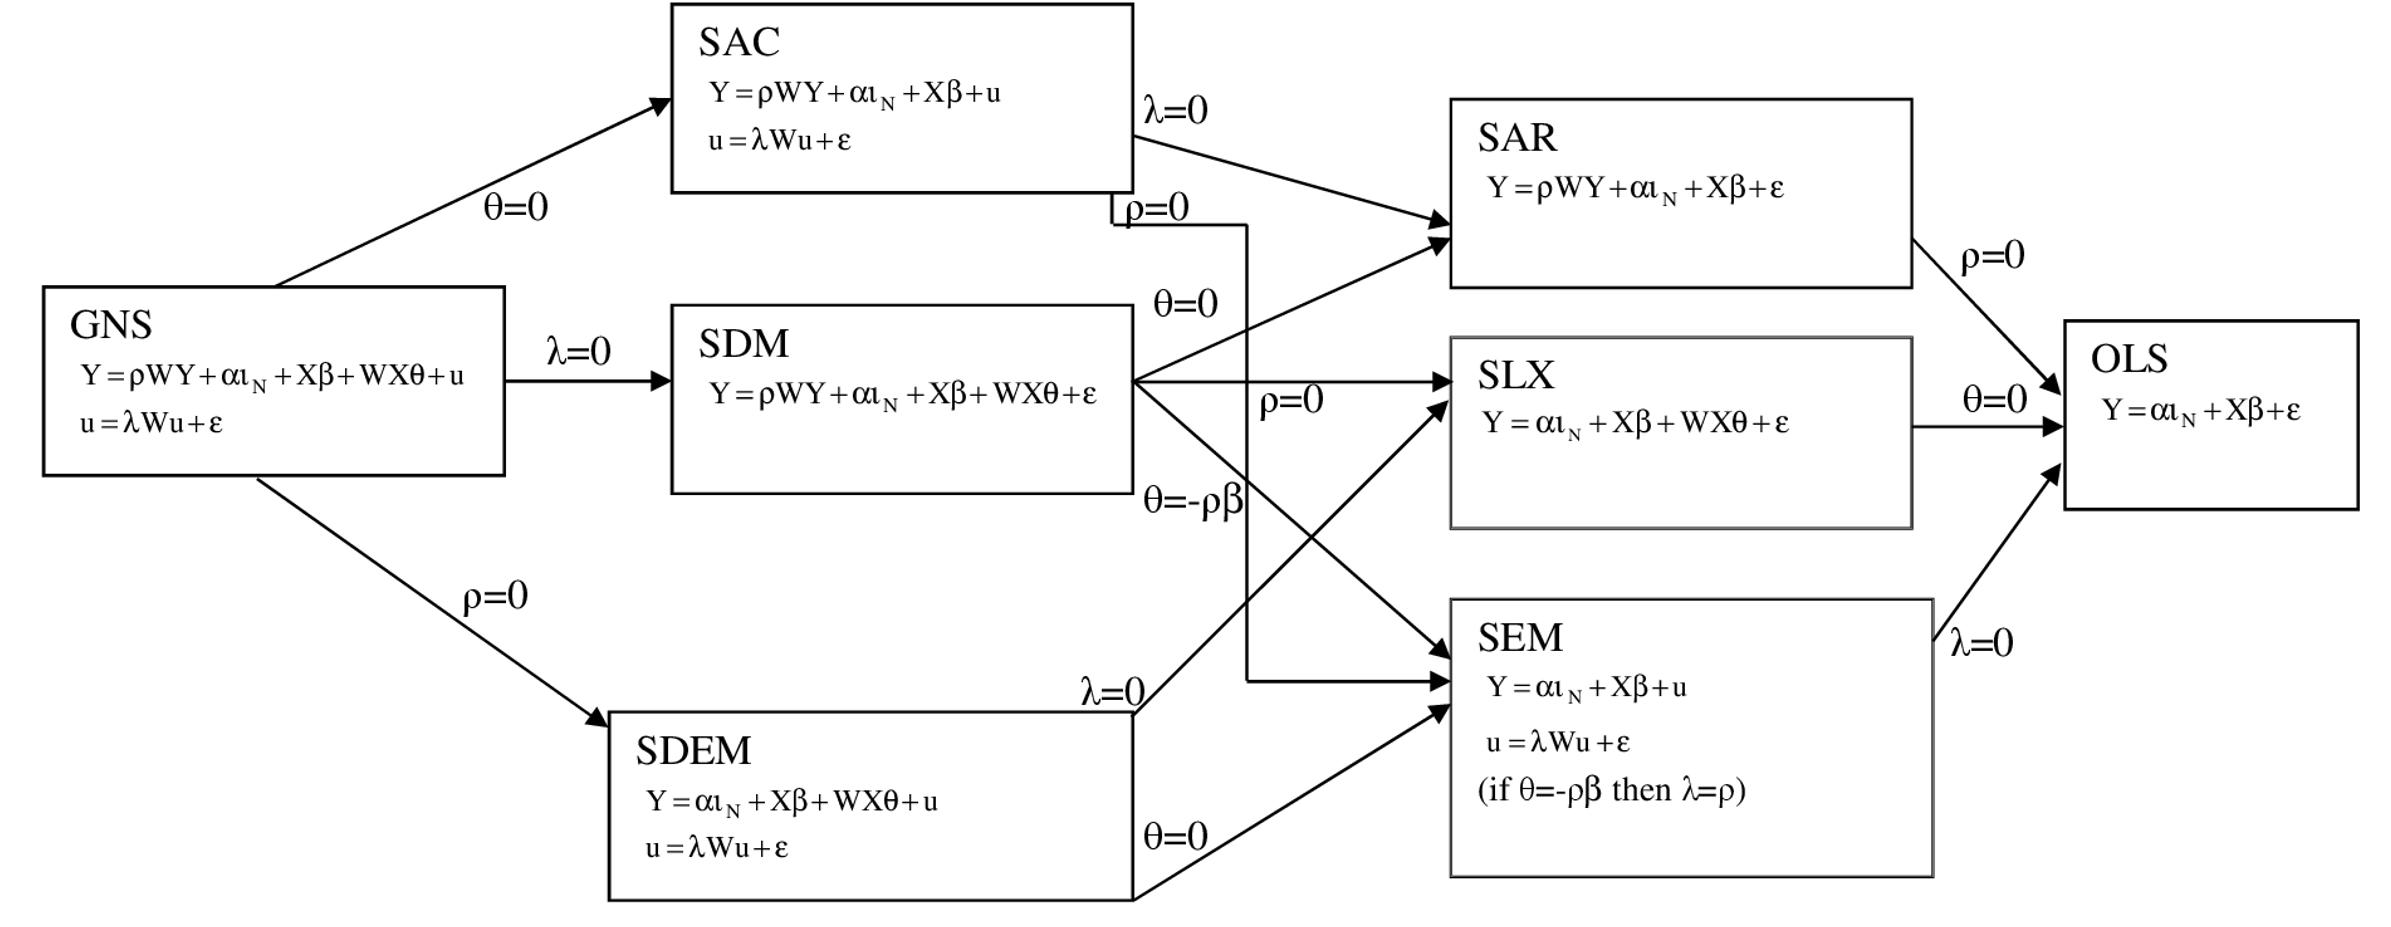 SAC
Y=ρWY+αι_N+Xβ+u
u=λWu+ε
θ=0
λ=0
ρ=0
GNS
Y=ρWY+αι_N+Xβ+WXθ+u
u=λWu+ε
λ=0
ρ=0
SDM
Y=ρWY+αι_N+Xβ+WXθ+ε
θ=0
ρ=0
θ=-ρβ
SDEM
Y=αι_N+Xβ+WXθ+u
u=λWu+ε
λ=0
θ=0
SAR
Y=ρWY+αι_N+Xβ+ε
ρ=0
SLX
Y=αι_N+Xβ+WXθ+ε
θ=0
SEM
Y=αι_N+Xβ+u
u=λWu+ε
(if θ=-ρβ then λ=ρ)
λ=0
OLS
Y=αι_N+Xβ+ε